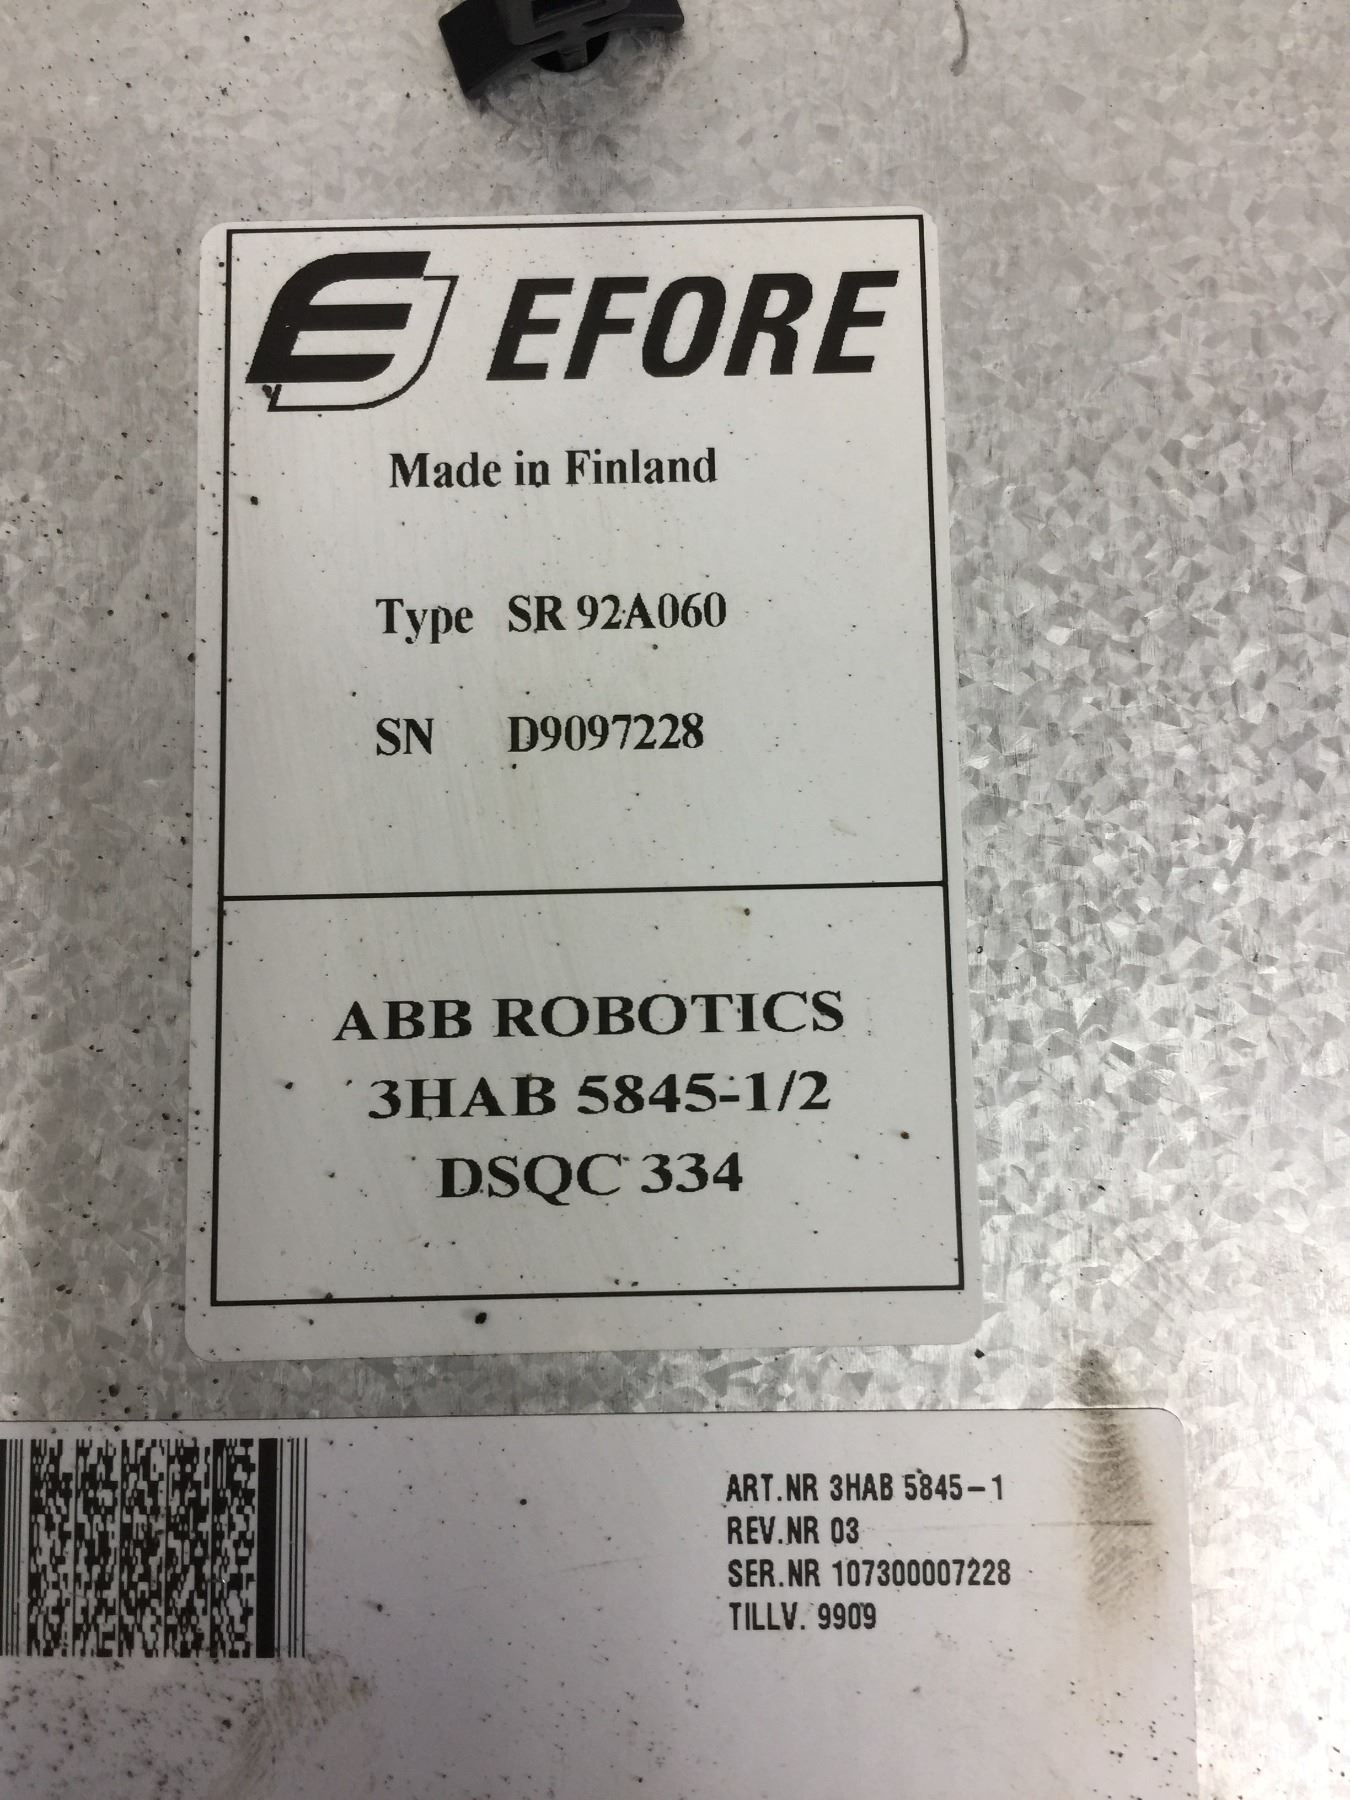 EFORE
Made in Finland
Type SR 92A060
SN D9097228
ABB ROBOTICS
3HAB 5845-1/2
DSQC 334
ART.NR 3HAB 5845-1
REV.NR 03
SER.NR 107300007228
TILLV. 9909